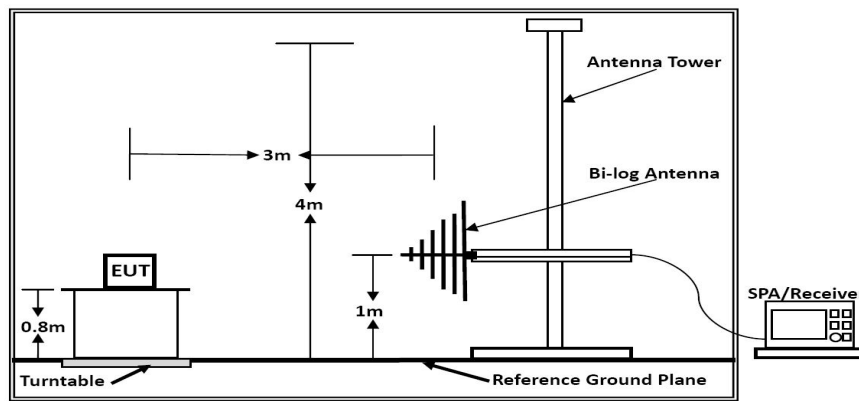 Antenna Tower
3m
Bi-log Antenna
4m
EUT
1m
0.8m
SPA/Receiver
Turntable
Reference Ground Plane